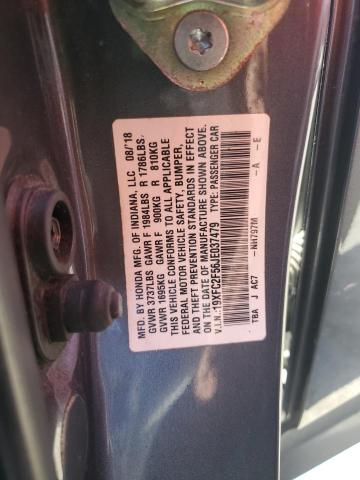 MFG. BY HONDA MFG. OF INDIANA, LLC 08/'18
GVWR 3737LBS GAWR F 1984LBS R 1786LBS
GVWR 1695KG GAWR F 900KG R 810KG
THIS VEHICLE CONFORMS TO ALL APPLICABLE
FEDERAL MOTOR VEHICLE SAFETY, BUMPER,
AND THEFT PREVENTION STANDARDS IN EFFECT
ON THE DATE OF MANUFACTURE SHOWN ABOVE.
V.I.N.:19XFC2F56JE037479 TYPE: PASSENGER CAR
TBA J AC7 - NH797M - A - E